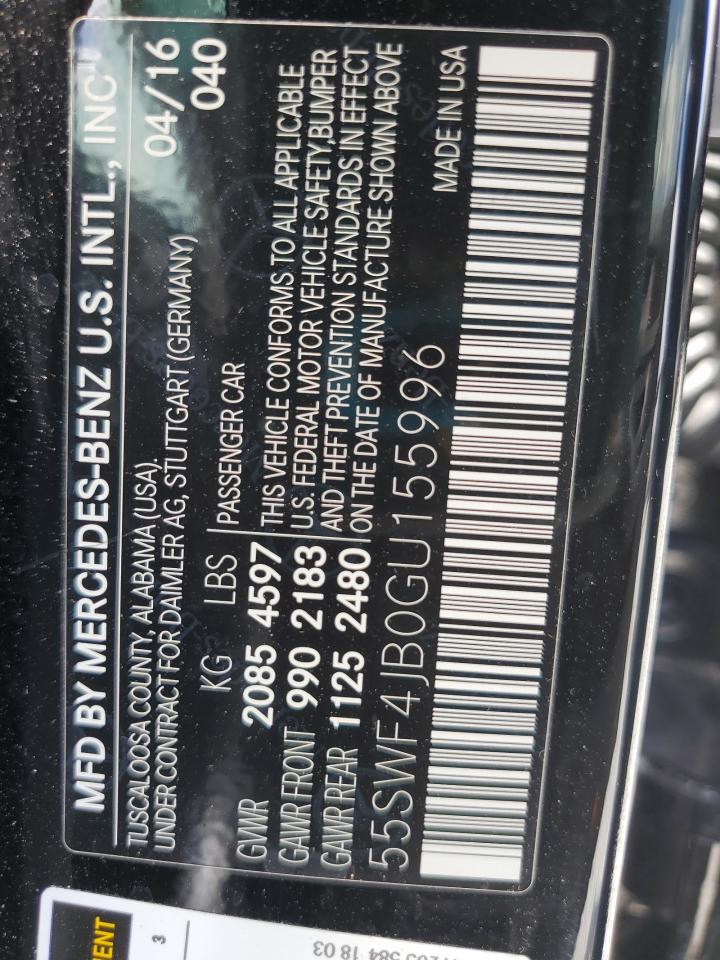 MFD BY MERCEDES-BENZ U.S. INTL., INC
TUSCALOOSA COUNTY, ALABAMA (USA)
UNDER CONTRACT FOR DAIMLER AG, STUTTGART (GERMANY)
04/16
040
KG LBS
GVWR 2085 4597
GAWR FRONT 990 2183
GAWR REAR 1125 2480
PASSENGER CAR
THIS VEHICLE CONFORMS TO ALL APPLICABLE
U.S. FEDERAL MOTOR VEHICLE SAFETY,BUMPER
AND THEFT PREVENTION STANDARDS IN EFFECT
ON THE DATE OF MANUFACTURE SHOWN ABOVE
55SWF4JB0GU155996
MADE IN USA
3
584 18 03